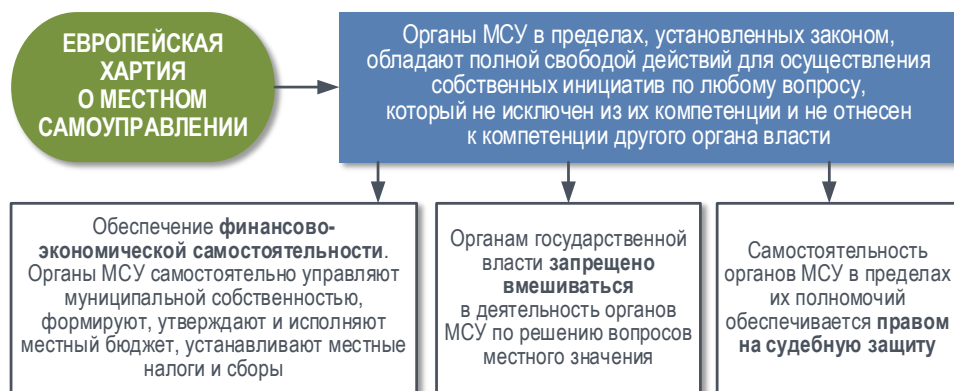 ЕВРОПЕЙСКАЯ
ХАРТИЯ
О МЕСТНОМ
САМОУПРАВЛЕНИИ
Органы МСУ в пределах, установленных законом,
обладают полной свободой действий для осуществления
собственных инициатив по любому вопросу,
который не исключен из их компетенции и не отнесен
к компетенции другого органа власти
Обеспечение финансово-
экономической самостоятельности.
Органы МСУ самостоятельно управляют
муниципальной собственностью,
формируют, утверждают и исполняют
местный бюджет, устанавливают местные
налоги и сборы
Органам государственной
власти запрещено
вмешиваться
в деятельность органов
МСУ по решению вопросов
местного значения
Самостоятельность
органов МСУ в пределах
их полномочий
обеспечивается правом
на судебную защиту